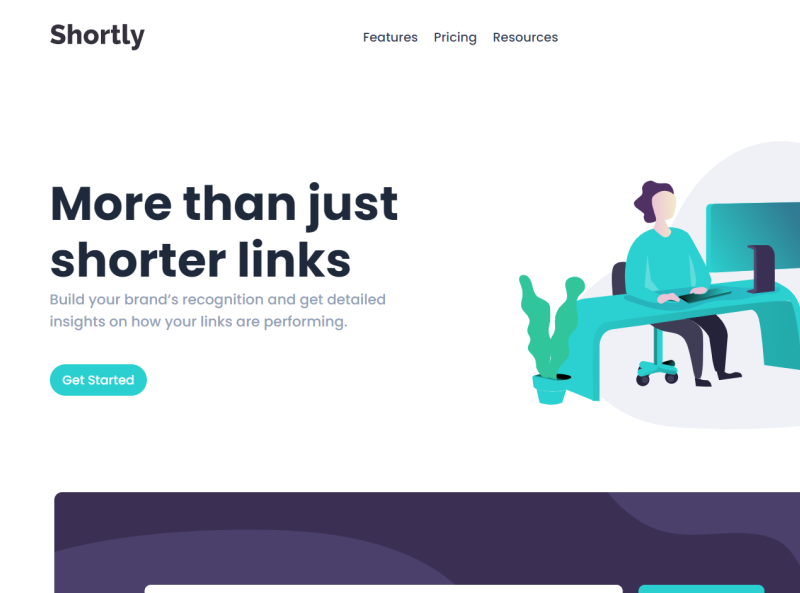 Shortly
Features Pricing Resources
More than just
shorter links
Build your brand’s recognition and get detailed
insights on how your links are performing.
Get Started